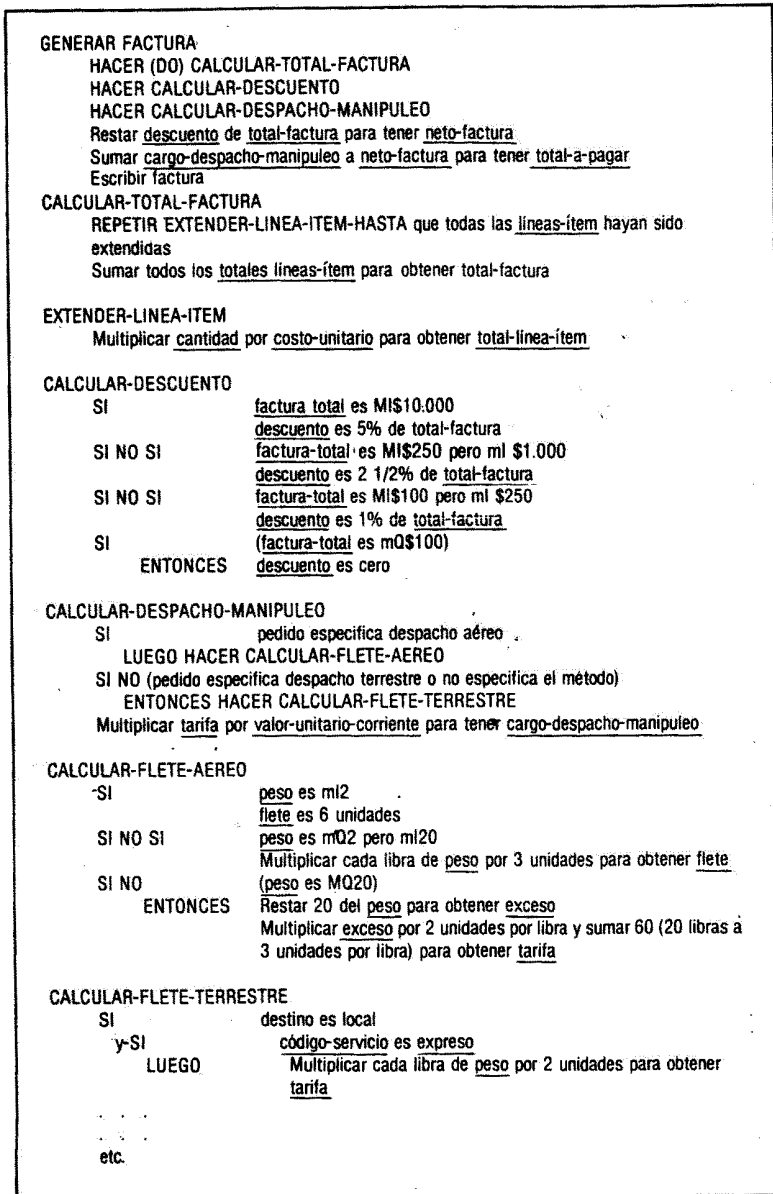 GENERAR FACTURA
HACER (DO) CALCULAR-TOTAL-FACTURA
HACER CALCULAR-DESCUENTO
HACER CALCULAR-DESPACHO-MANIPULEO
Restar descuento de total-factura para tener neto-factura
Sumar cargo-despacho-manipuleo a neto-factura para tener total-a-pagar
Escribir factura
CALCULAR-TOTAL-FACTURA
REPETIR EXTENDER-LINEA-ITEM-HASTA que todas las líneas-ítem hayan sido
extendidas
Sumar todos los totales líneas-ítem para obtener total-factura
EXTENDER-LINEA-ITEM
Multiplicar cantidad por costo-unitario para obtener total-línea-ítem
CALCULAR-DESCUENTO
SI factura total es MI$10.000
descuento es 5% de total-factura
SI NO SI factura-total es MI$250 pero mI $1.000
descuento es 2 1/2% de total-factura
SI NO SI factura-total es MI$100 pero mI $250
descuento es 1% de total-factura
SI (factura-total es mQ$100)
ENTONCES descuento es cero
CALCULAR-DESPACHO-MANIPULEO
SI pedido especifica despacho aéreo
LUEGO HACER CALCULAR-FLETE-AEREO
SI NO (pedido especifica despacho terrestre o no especifica el método)
ENTONCES HACER CALCULAR-FLETE-TERRESTRE
Multiplicar tarifa por valor-unitario-corriente para tener cargo-despacho-manipuleo
CALCULAR-FLETE-AEREO
SI peso es mI2
flete es 6 unidades
SI NO SI peso es mQ2 pero mI20
Multiplicar cada libra de peso por 3 unidades para obtener flete
SI NO (peso es MQ20)
ENTONCES Restar 20 del peso para obtener exceso
Multiplicar exceso por 2 unidades por libra y sumar 60 (20 libras a
3 unidades por libra) para obtener tarifa
CALCULAR-FLETE-TERRESTRE
SI destino es local
y-SI código-servicio es expreso
LUEGO Multiplicar cada libra de peso por 2 unidades para obtener
tarifa
. . .
. . .
etc.